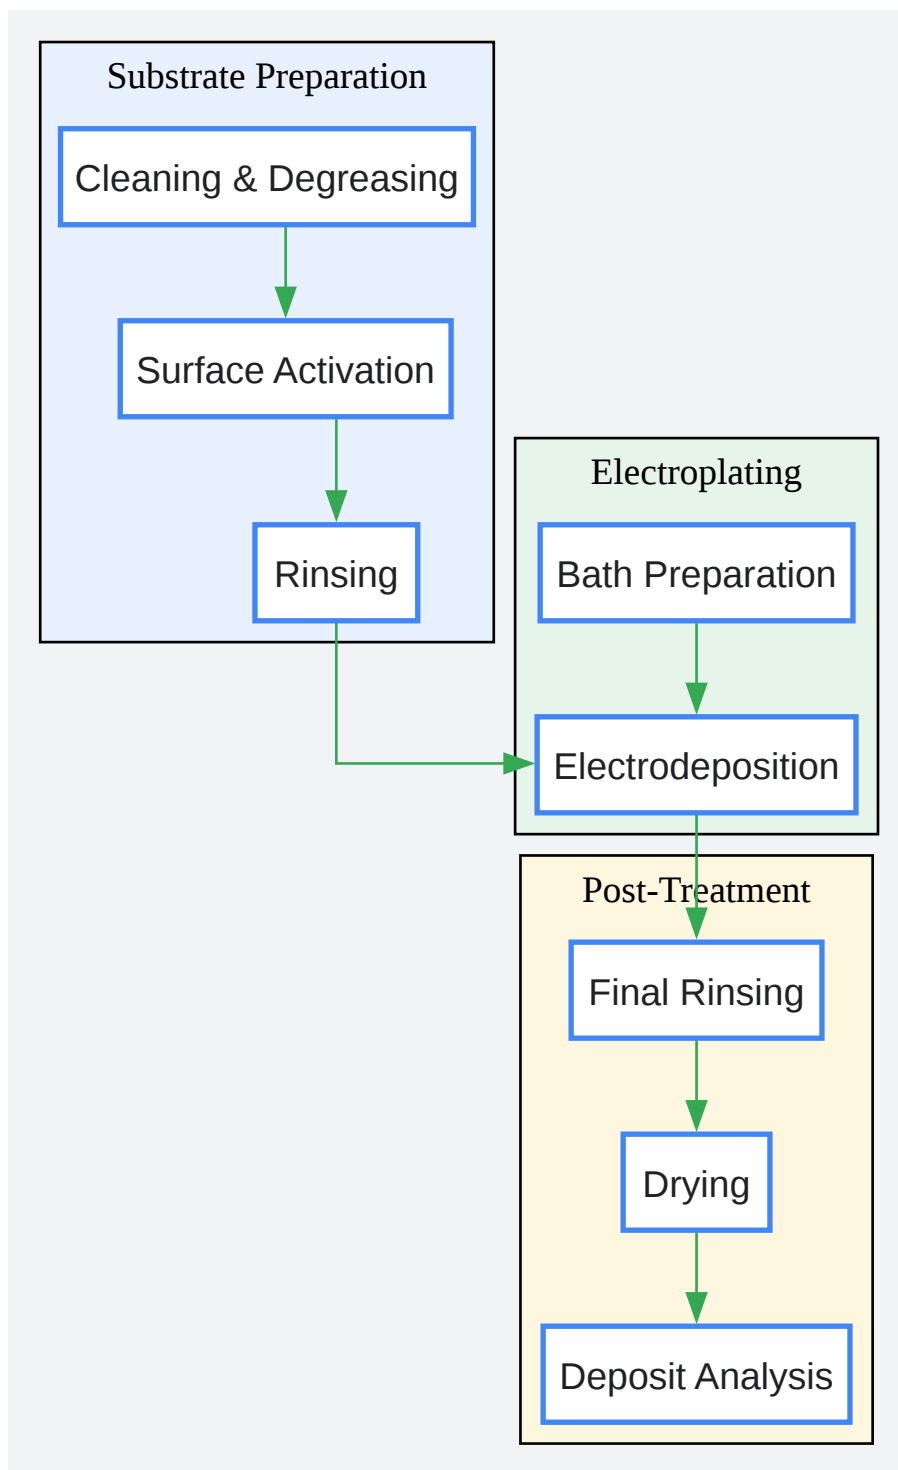 Substrate Preparation
Cleaning & Degreasing
Surface Activation
Rinsing
Electroplating
Bath Preparation
Electrodeposition
Post-Treatment
Final Rinsing
Drying
Deposit Analysis